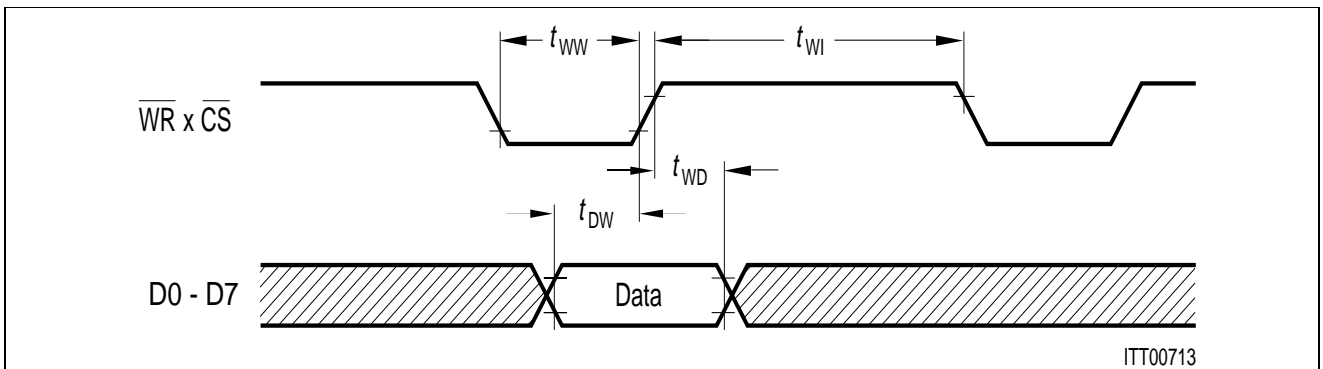 tWW
tWI
WR x CS
tWD
tDW
D0 - D7
Data
ITT00713